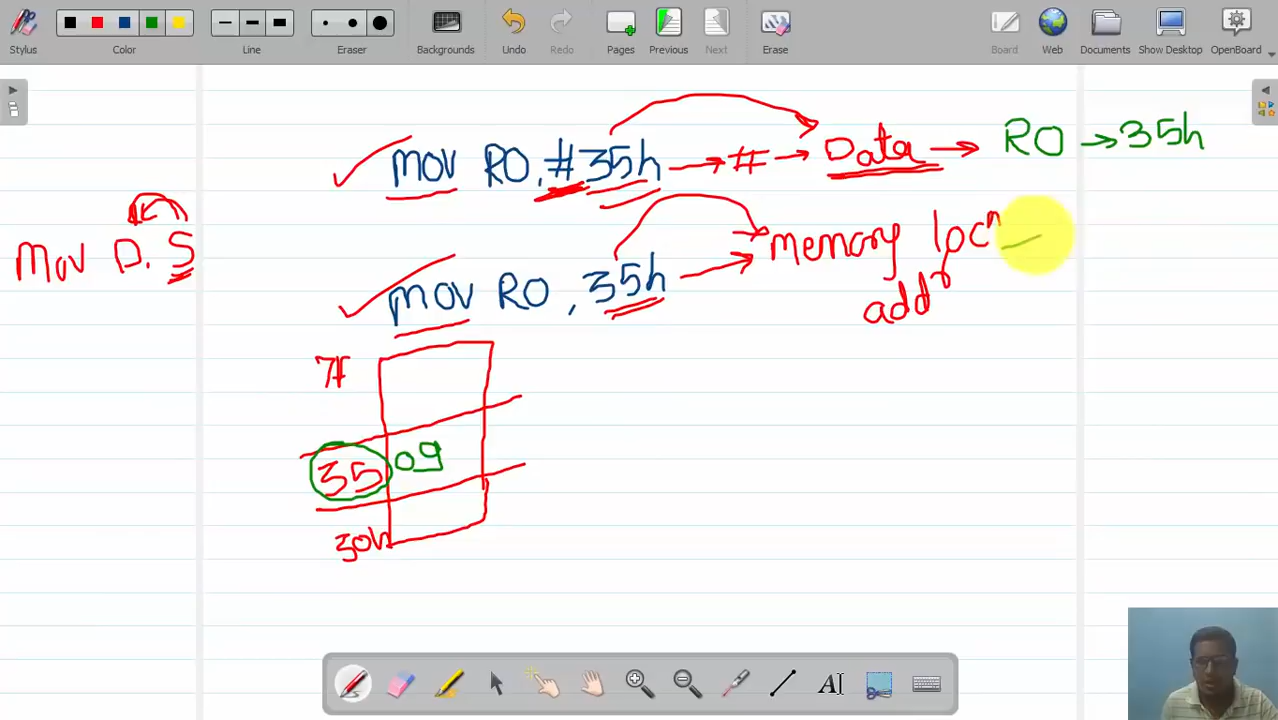 Stylus Color Line Eraser Backgrounds Undo Redo Pages Previous Next Erase Board Web Documents Show Desktop OpenBoard
mov R0, #35h → # → Data → R0 → 35h
Mov D, S
mov R0, 35h → memory locⁿ
addʳ
7f
35 09
30h